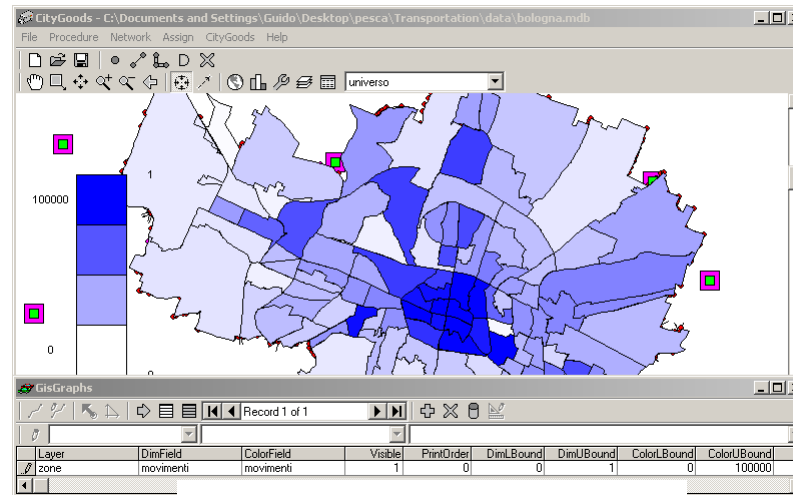 CityGoods - C:\Documents and Settings\Guido\Desktop\pesca\Transportation\data\bologna.mdb
File Procedure Network Assign CityGoods Help
D
universo
1
100000
0
GisGraphs
Record 1 of 1
Layer DimField ColorField Visible PrintOrder DimLBound DimUBound ColorLBound ColorUBound
zone movimenti movimenti 1 0 0 1 0 100000